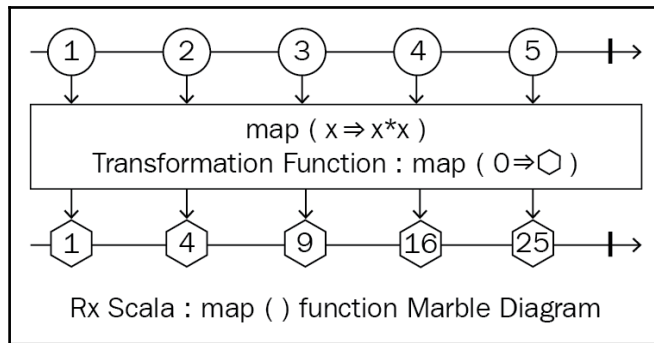 1 2 3 4 5
map ( x⇒x*x )
Transformation Function : map ( 0⇒⬡ )
1 4 9 16 25
Rx Scala : map ( ) function Marble Diagram